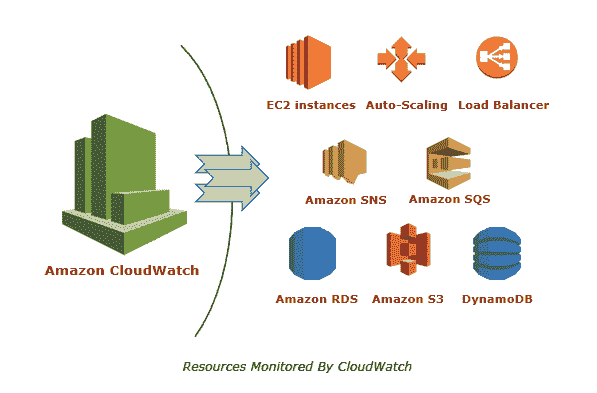 EC2 instances Auto-Scaling Load Balancer
Amazon SNS Amazon SQS
Amazon CloudWatch
Amazon RDS Amazon S3 DynamoDB
Resources Monitored By CloudWatch